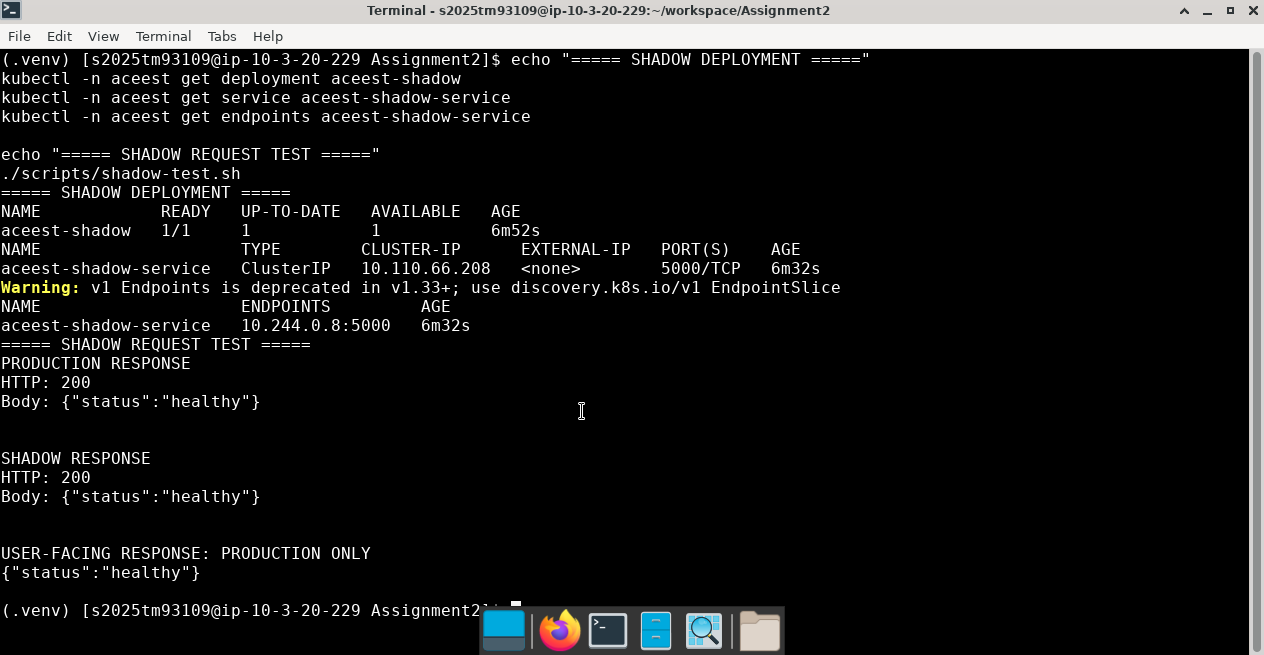 Terminal - s2025tm93109@ip-10-3-20-229:~/workspace/Assignment2
File Edit View Terminal Tabs Help
(.venv) [s2025tm93109@ip-10-3-20-229 Assignment2]$ echo "===== SHADOW DEPLOYMENT ====="
kubectl -n aceest get deployment aceest-shadow
kubectl -n aceest get service aceest-shadow-service
kubectl -n aceest get endpoints aceest-shadow-service
echo "===== SHADOW REQUEST TEST ====="
./scripts/shadow-test.sh
===== SHADOW DEPLOYMENT =====
NAME            READY   UP-TO-DATE   AVAILABLE   AGE
aceest-shadow   1/1     1            1           6m52s
NAME                    TYPE        CLUSTER-IP      EXTERNAL-IP   PORT(S)    AGE
aceest-shadow-service   ClusterIP   10.110.66.208   <none>        5000/TCP   6m32s
Warning: v1 Endpoints is deprecated in v1.33+; use discovery.k8s.io/v1 EndpointSlice
NAME                    ENDPOINTS         AGE
aceest-shadow-service   10.244.0.8:5000   6m32s
===== SHADOW REQUEST TEST =====
PRODUCTION RESPONSE
HTTP: 200
Body: {"status":"healthy"}
SHADOW RESPONSE
HTTP: 200
Body: {"status":"healthy"}
USER-FACING RESPONSE: PRODUCTION ONLY
{"status":"healthy"}
(.venv) [s2025tm93109@ip-10-3-20-229 Assignment2]